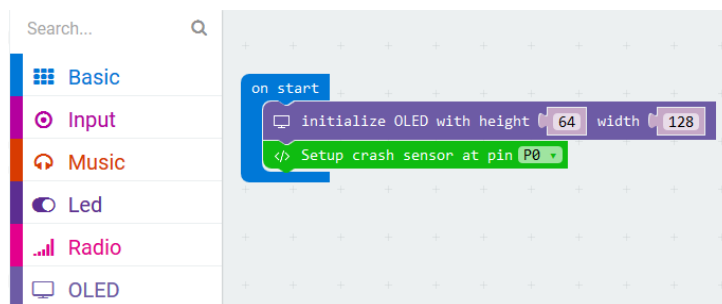 Search...
Basic
Input
Music
Led
Radio
OLED
on start
initialize OLED with height 64 width 128
</> Setup crash sensor at pin P0